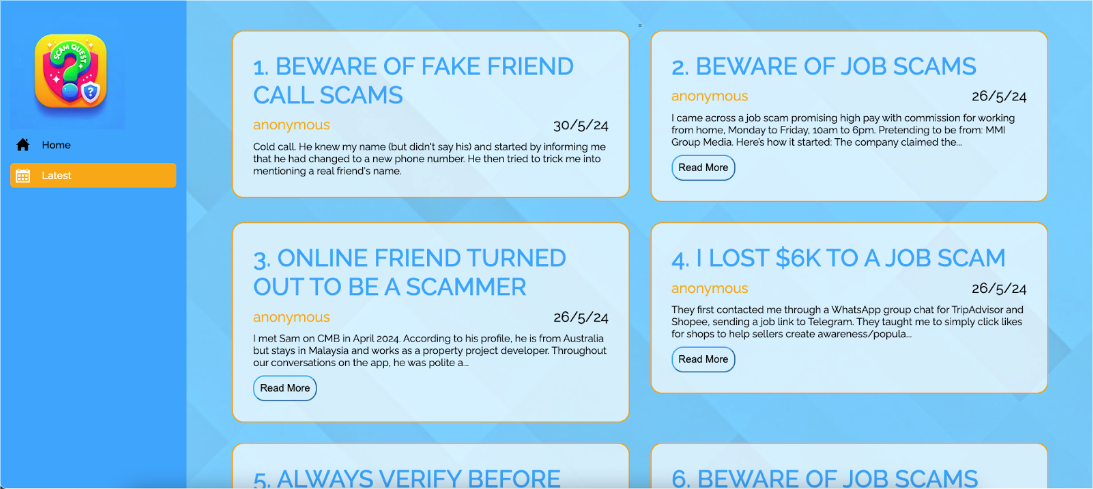 SCAM QUEST
Home
Latest
1. BEWARE OF FAKE FRIEND
CALL SCAMS
anonymous
30/5/24
Cold call. He knew my name (but didn't say his) and started by informing me
that he had changed to a new phone number. He then tried to trick me into
mentioning a real friend's name.
2. BEWARE OF JOB SCAMS
anonymous
26/5/24
I came across a job scam promising high pay with commission for working
from home, Monday to Friday, 10am to 6pm. Pretending to be from: MMI
Group Media. Here's how it started: The company claimed the...
Read More
3. ONLINE FRIEND TURNED
OUT TO BE A SCAMMER
anonymous
26/5/24
I met Sam on CMB in April 2024. According to his profile, he is from Australia
but stays in Malaysia and works as a property project developer. Throughout
our conversations on the app, he was polite a...
Read More
4. I LOST $6K TO A JOB SCAM
anonymous
26/5/24
They first contacted me through a WhatsApp group chat for TripAdvisor and
Shopee, sending a job link to Telegram. They taught me to simply click likes
for shops to help sellers create awareness/popula...
Read More
5. ALWAYS VERIFY BEFORE
6. BEWARE OF JOB SCAMS